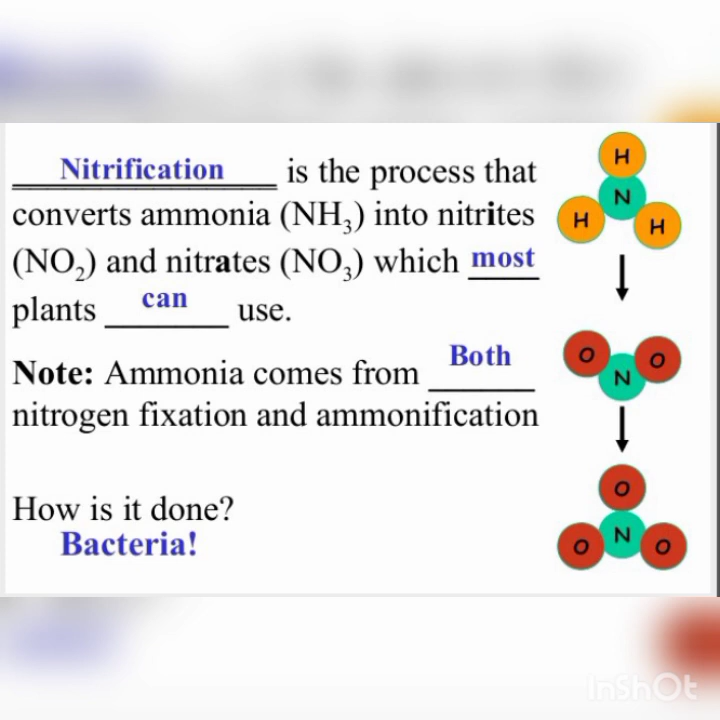 Nitrification is the process that
converts ammonia (NH₃) into nitrites
(NO₂) and nitrates (NO₃) which most
plants can use.
Note: Ammonia comes from Both
nitrogen fixation and ammonification
How is it done?
Bacteria!
H
N
H
H
O
O
N
O
N
O
O
InShOt